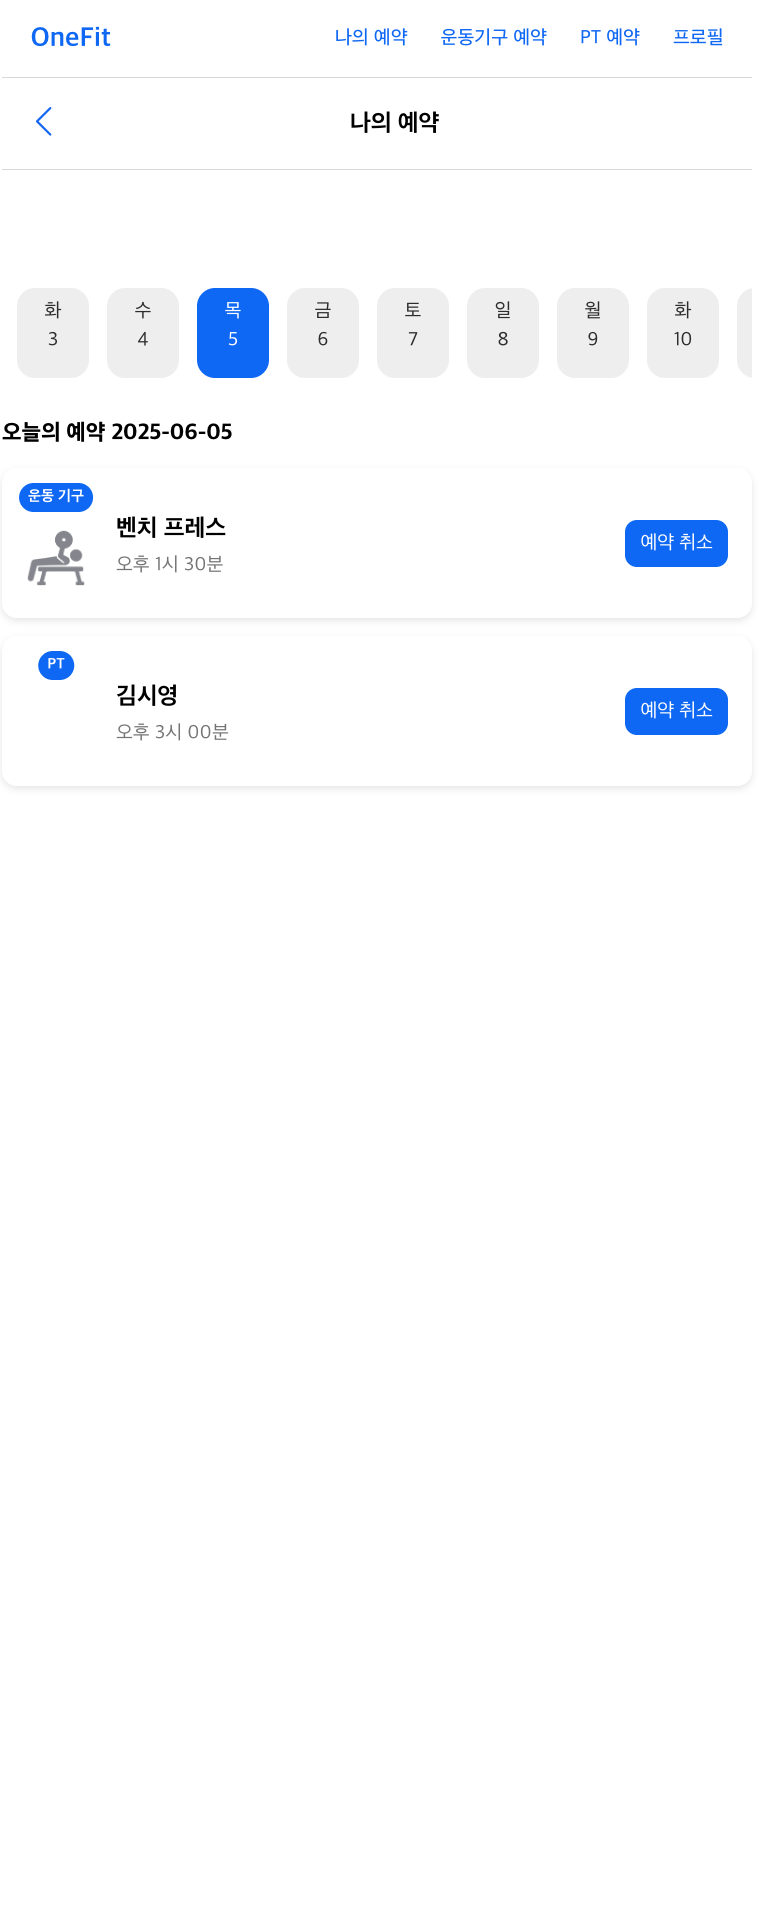 OneFit 나의 예약 운동기구 예약 PT 예약 프로필
나의 예약
화 수 목 금 토 일 월 화
3 4 5 6 7 8 9 10
오늘의 예약 2025-06-05
운동 기구
벤치 프레스
오후 1시 30분
예약 취소
PT
김시영
오후 3시 00분
예약 취소